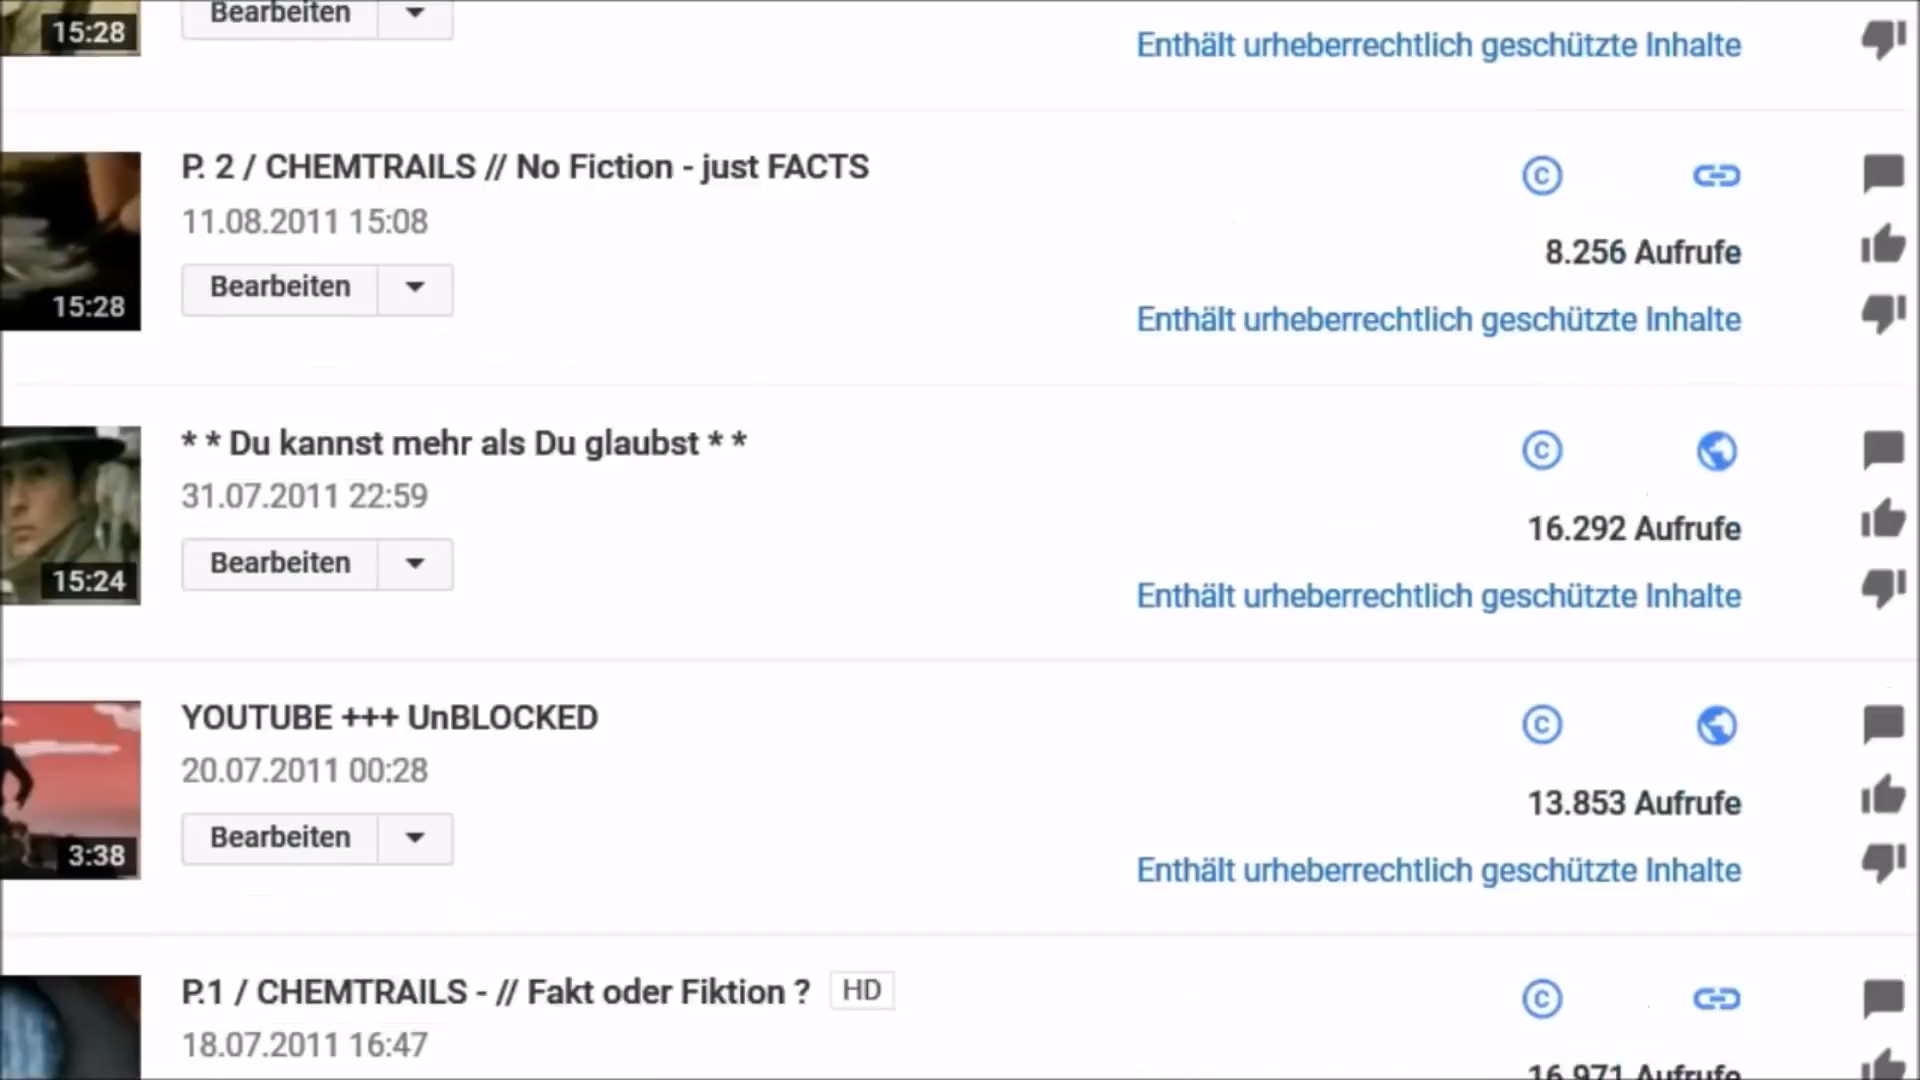 15:28
Bearbeiten
Enthält urheberrechtlich geschützte Inhalte
P. 2 / CHEMTRAILS // No Fiction - just FACTS
11.08.2011 15:08
8.256 Aufrufe
Bearbeiten
15:28
Enthält urheberrechtlich geschützte Inhalte
* * Du kannst mehr als Du glaubst * *
31.07.2011 22:59
16.292 Aufrufe
Bearbeiten
15:24
Enthält urheberrechtlich geschützte Inhalte
YOUTUBE +++ UnBLOCKED
20.07.2011 00:28
13.853 Aufrufe
Bearbeiten
3:38
Enthält urheberrechtlich geschützte Inhalte
P.1 / CHEMTRAILS - // Fakt oder Fiktion ? HD
18.07.2011 16:47
16.971 Aufrufe